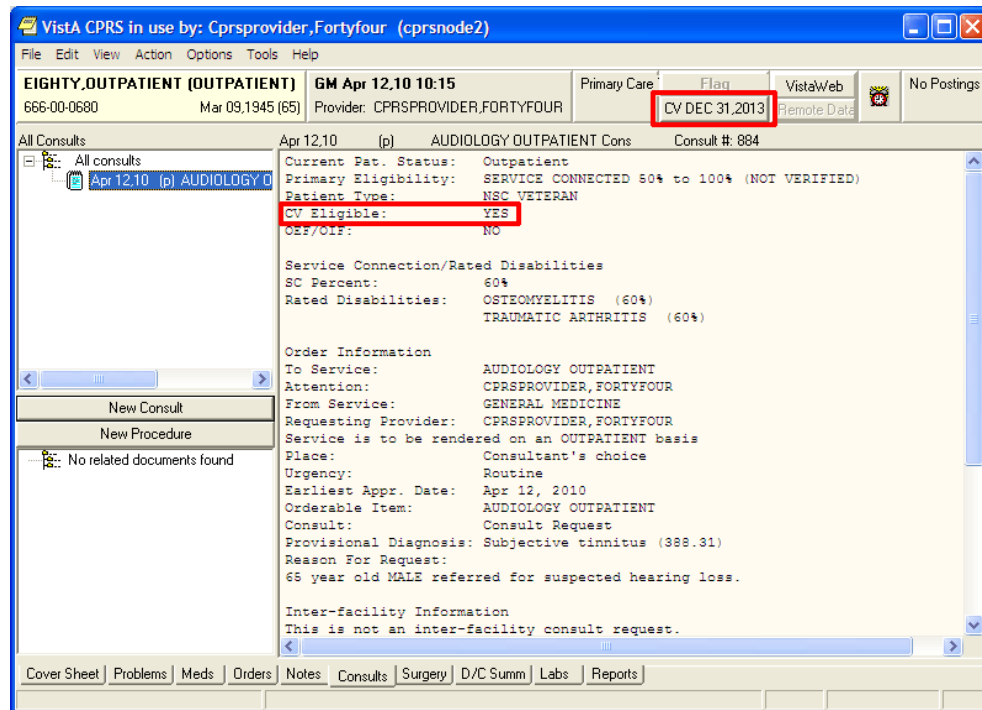 VistA CPRS in use by: Cprsprovider,Fortyfour (cprsnode2)
File Edit View Action Options Tools Help
EIGHTY,OUTPATIENT (OUTPATIENT) GM Apr 12,10 10:15 Primary Care Flag VistaWeb No Postings
666-00-0680 Mar 09,1945 (65) Provider: CPRSPROVIDER,FORTYFOUR CV DEC 31,2013 Remote Data
All Consults Apr 12,10 (p) AUDIOLOGY OUTPATIENT Cons Consult #: 884
All consults
Apr 12,10 (p) AUDIOLOGY O
New Consult
New Procedure
No related documents found
Current Pat. Status: Outpatient
Primary Eligibility: SERVICE CONNECTED 50% to 100% (NOT VERIFIED)
Patient Type: NSC VETERAN
CV Eligible: YES
OEF/OIF: NO
Service Connection/Rated Disabilities
SC Percent: 60%
Rated Disabilities: OSTEOMYELITIS (60%)
TRAUMATIC ARTHRITIS (60%)
Order Information
To Service: AUDIOLOGY OUTPATIENT
Attention: CPRSPROVIDER,FORTYFOUR
From Service: GENERAL MEDICINE
Requesting Provider: CPRSPROVIDER,FORTYFOUR
Service is to be rendered on an OUTPATIENT basis
Place: Consultant's choice
Urgency: Routine
Earliest Appr. Date: Apr 12, 2010
Orderable Item: AUDIOLOGY OUTPATIENT
Consult: Consult Request
Provisional Diagnosis: Subjective tinnitus (388.31)
Reason For Request:
65 year old MALE referred for suspected hearing loss.
Inter-facility Information
This is not an inter-facility consult request.
Cover Sheet Problems Meds Orders Notes Consults Surgery D/C Summ Labs Reports